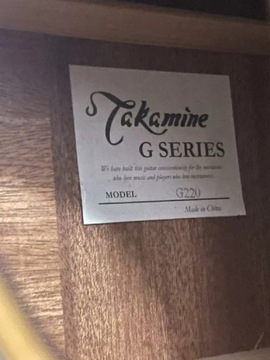 Takamine
G SERIES
We have built this guitar conscientiously for the musicians
who love music and players who love instruments.
MODEL G220
Made in China